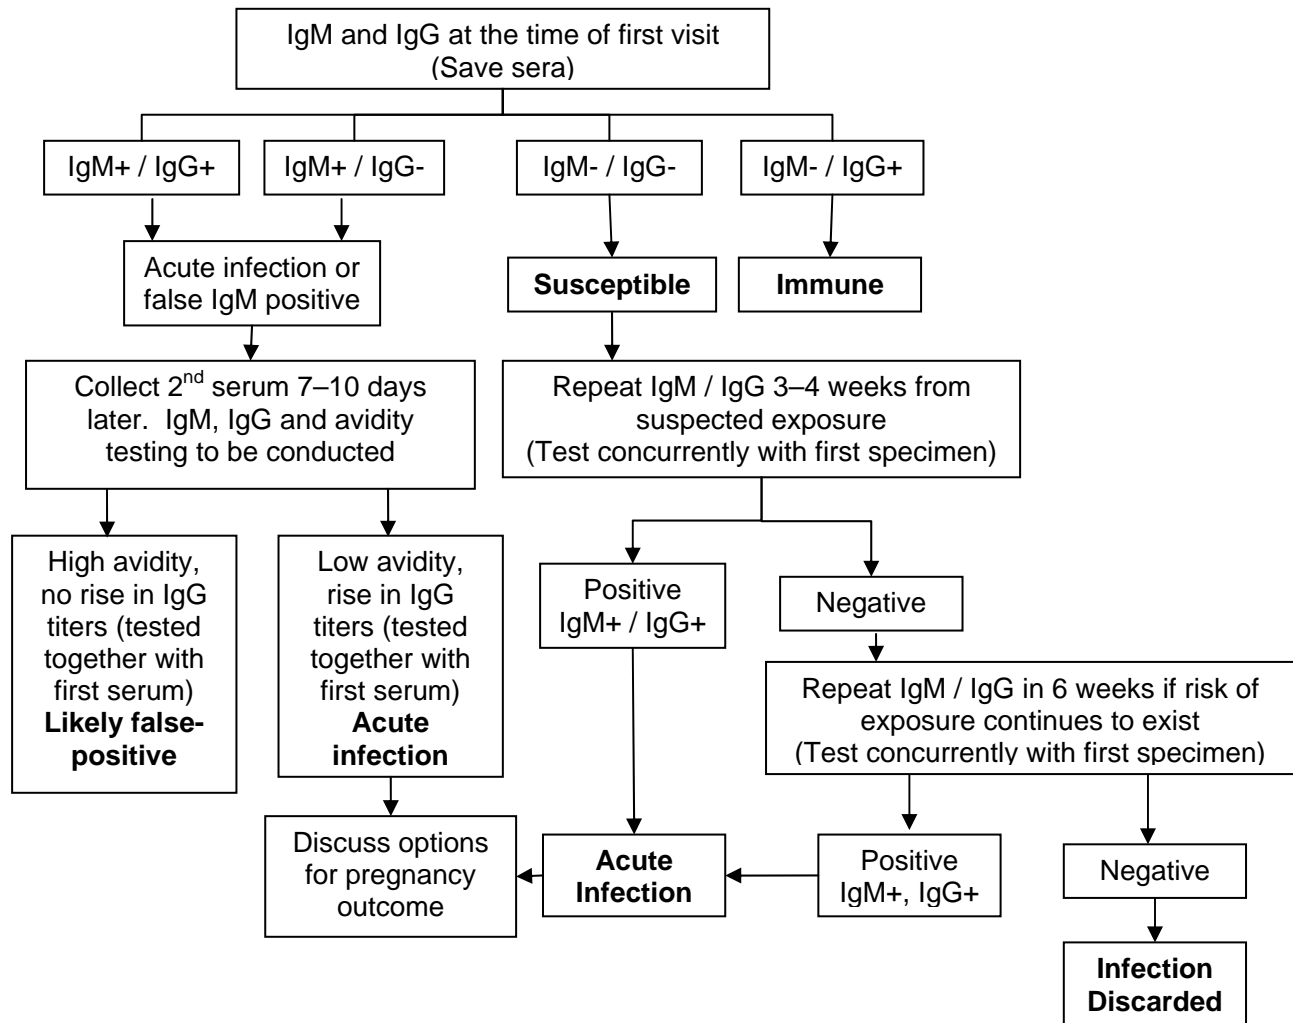 IgM and IgG at the time of first visit
(Save sera)
IgM+ / IgG+
IgM+ / IgG-
IgM- / IgG-
IgM- / IgG+
Acute infection or
false IgM positive
Susceptible
Immune
Collect 2nd serum 7–10 days
later. IgM, IgG and avidity
testing to be conducted
Repeat IgM / IgG 3–4 weeks from
suspected exposure
(Test concurrently with first specimen)
High avidity,
no rise in IgG
titers (tested
together with
first serum)
Likely false-
positive
Low avidity,
rise in IgG
titers (tested
together with
first serum)
Acute
infection
Positive
IgM+ / IgG+
Negative
Repeat IgM / IgG in 6 weeks if risk of
exposure continues to exist
(Test concurrently with first specimen)
Discuss options
for pregnancy
outcome
Acute
Infection
Positive
IgM+, IgG+
Negative
Infection
Discarded